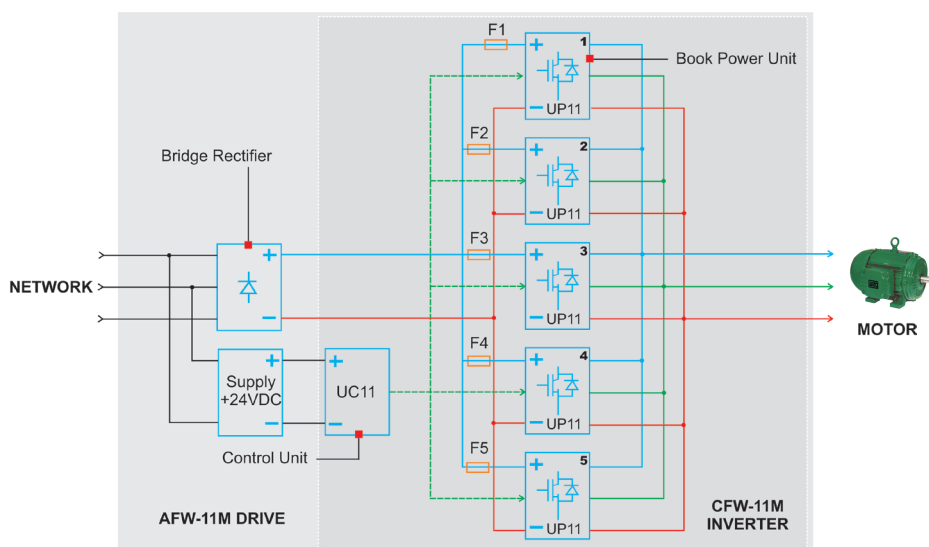 F1
+
1
Book Power Unit
−
UP11
F2
+
2
−
UP11
Bridge Rectifier
F3
+
3
−
UP11
+
−
NETWORK
MOTOR
F4
+
4
−
UP11
Supply
+24VDC
+
−
+
UC11
−
F5
+
5
−
UP11
Control Unit
AFW-11M DRIVE
CFW-11M
INVERTER